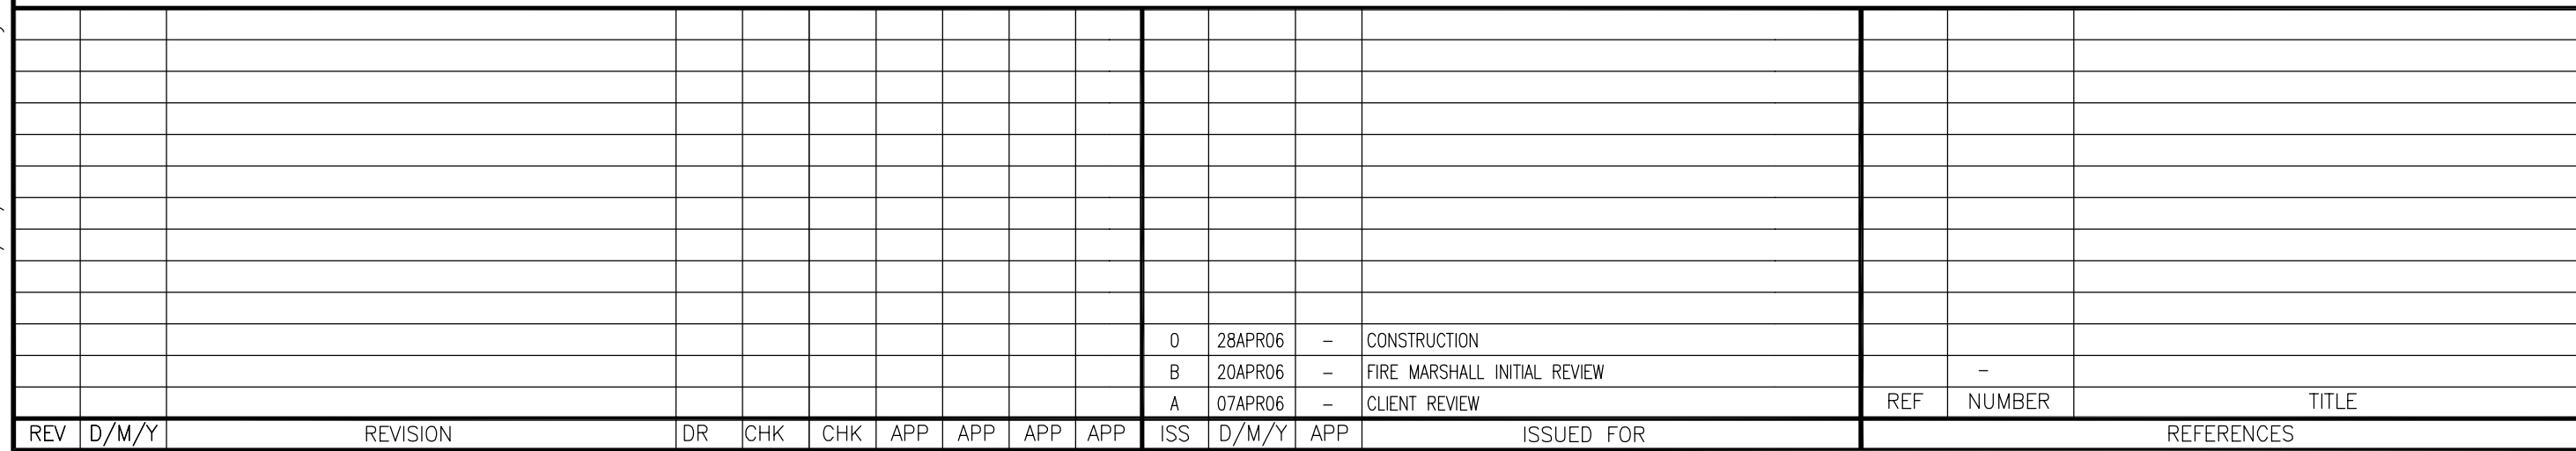 0 28APR06 – CONSTRUCTION
B 20APR06 – FIRE MARSHALL INITIAL REVIEW –
A 07APR06 – CLIENT REVIEW REF NUMBER TITLE
REV D/M/Y REVISION DR CHK CHK APP APP APP APP ISS D/M/Y APP ISSUED FOR REFERENCES